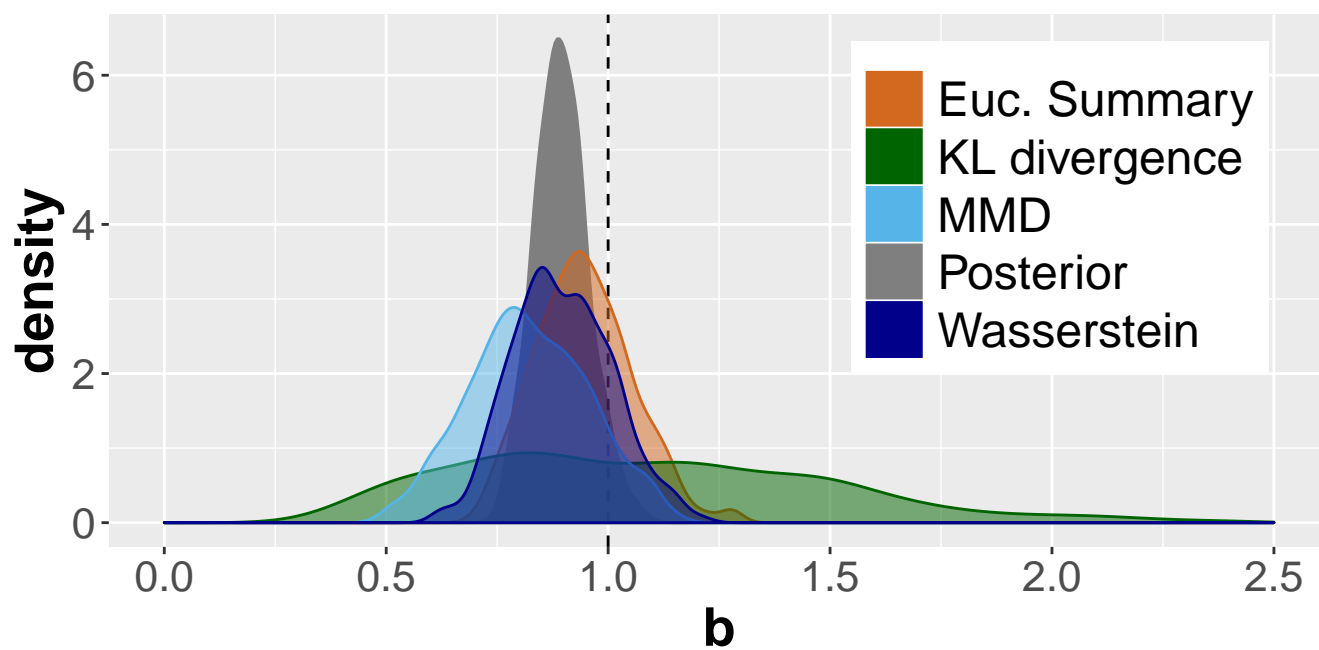 density
6
4
2
0
Euc. Summary
KL divergence
MMD
Posterior
Wasserstein
0.0 0.5 1.0 1.5 2.0 2.5
b